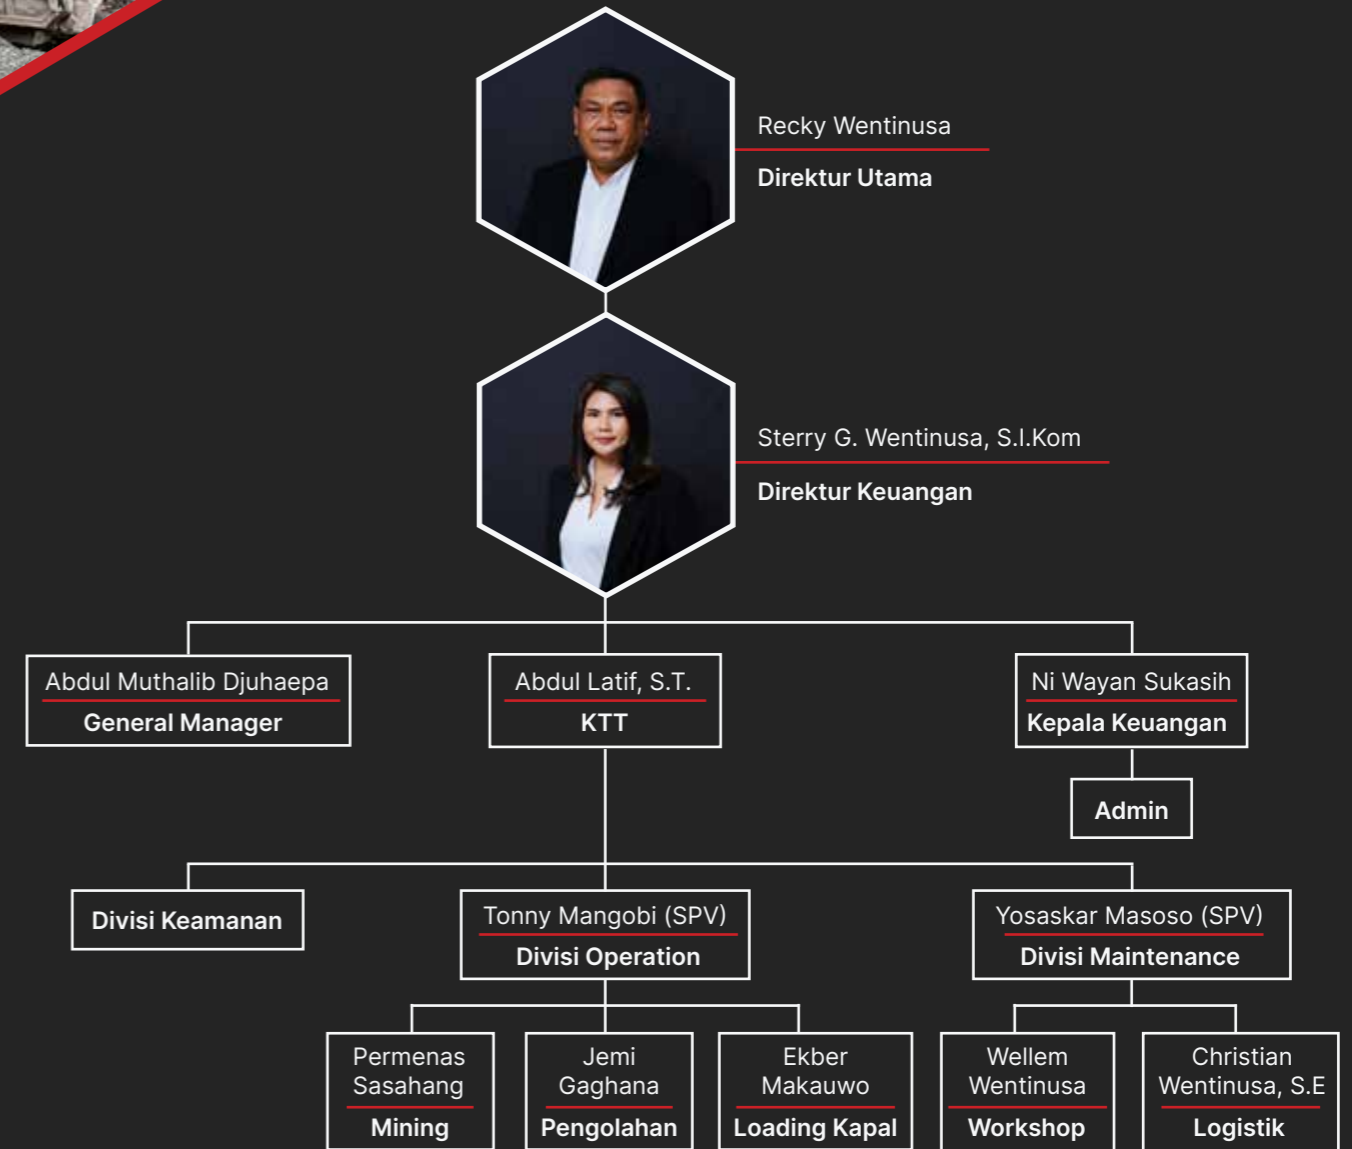 Recky Wentinusa
Direktur Utama
Sterry G. Wentinusa, S.I.Kom
Direktur Keuangan
Abdul Muthalib Djuhaepa
General Manager
Abdul Latif, S.T.
KTT
Ni Wayan Sukasih
Kepala Keuangan
Admin
Divisi Keamanan
Tonny Mangobi (SPV)
Divisi Operation
Yosaskar Masoso (SPV)
Divisi Maintenance
Permenas
Sasahang
Mining
Jemi
Gaghana
Pengolahan
Ekber
Makauwo
Loading Kapal
Wellem
Wentinusa
Workshop
Christian
Wentinusa, S.E
Logistik